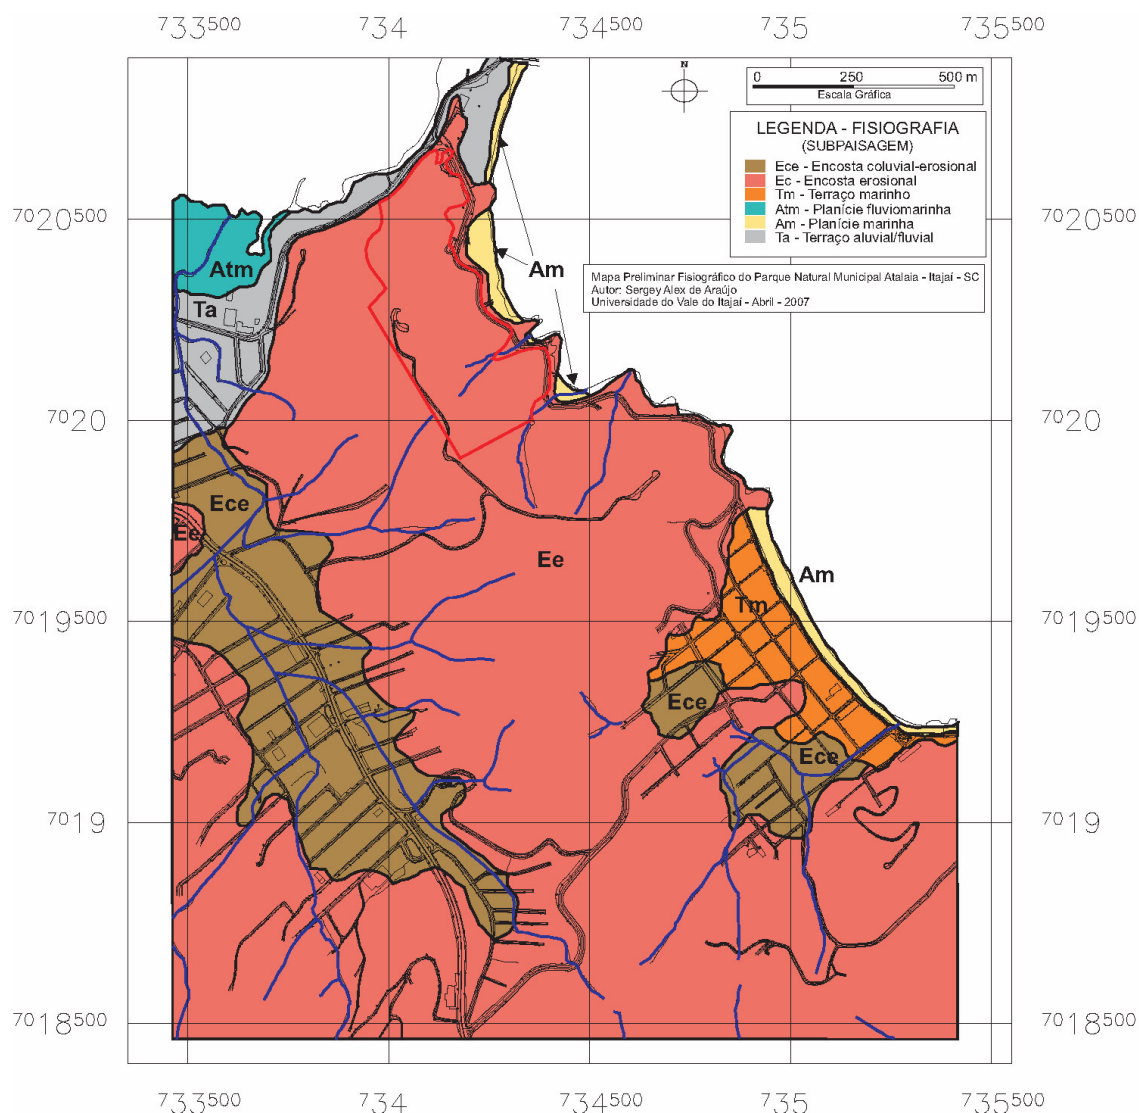 733500 734 734500 735 735500
N
0 250 500 m
Escala Gráfica
LEGENDA - FISIOGRAFIA
(SUBPAISAGEM)
Ece - Encosta coluvial-erosional
Ec - Encosta erosional
Tm - Terraço marinho
Atm - Planície fluviomarinha
Am - Planície marinha
Ta - Terraço aluvial/fluvial
7020500 7020500
Atm
Am
Mapa Preliminar Fisiográfico do Parque Natural Municipal Atalaia - Itajaí - SC
Autor: Sergey Alex de Araújo
Universidade do Vale do Itajaí - Abril - 2007
Ta
7020 7020
Ece
Ee
Ee
Am
Tm
7019500 7019500
Ece
Ece
7019 7019
7018500 7018500
733500 734 734500 735 735500